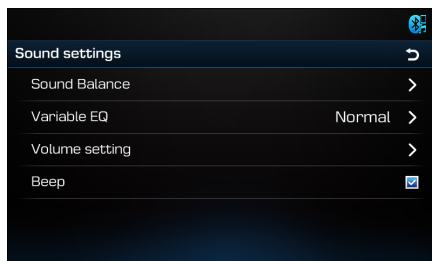 Sound settings
Sound Balance
Variable EQ Normal
Volume setting
Beep